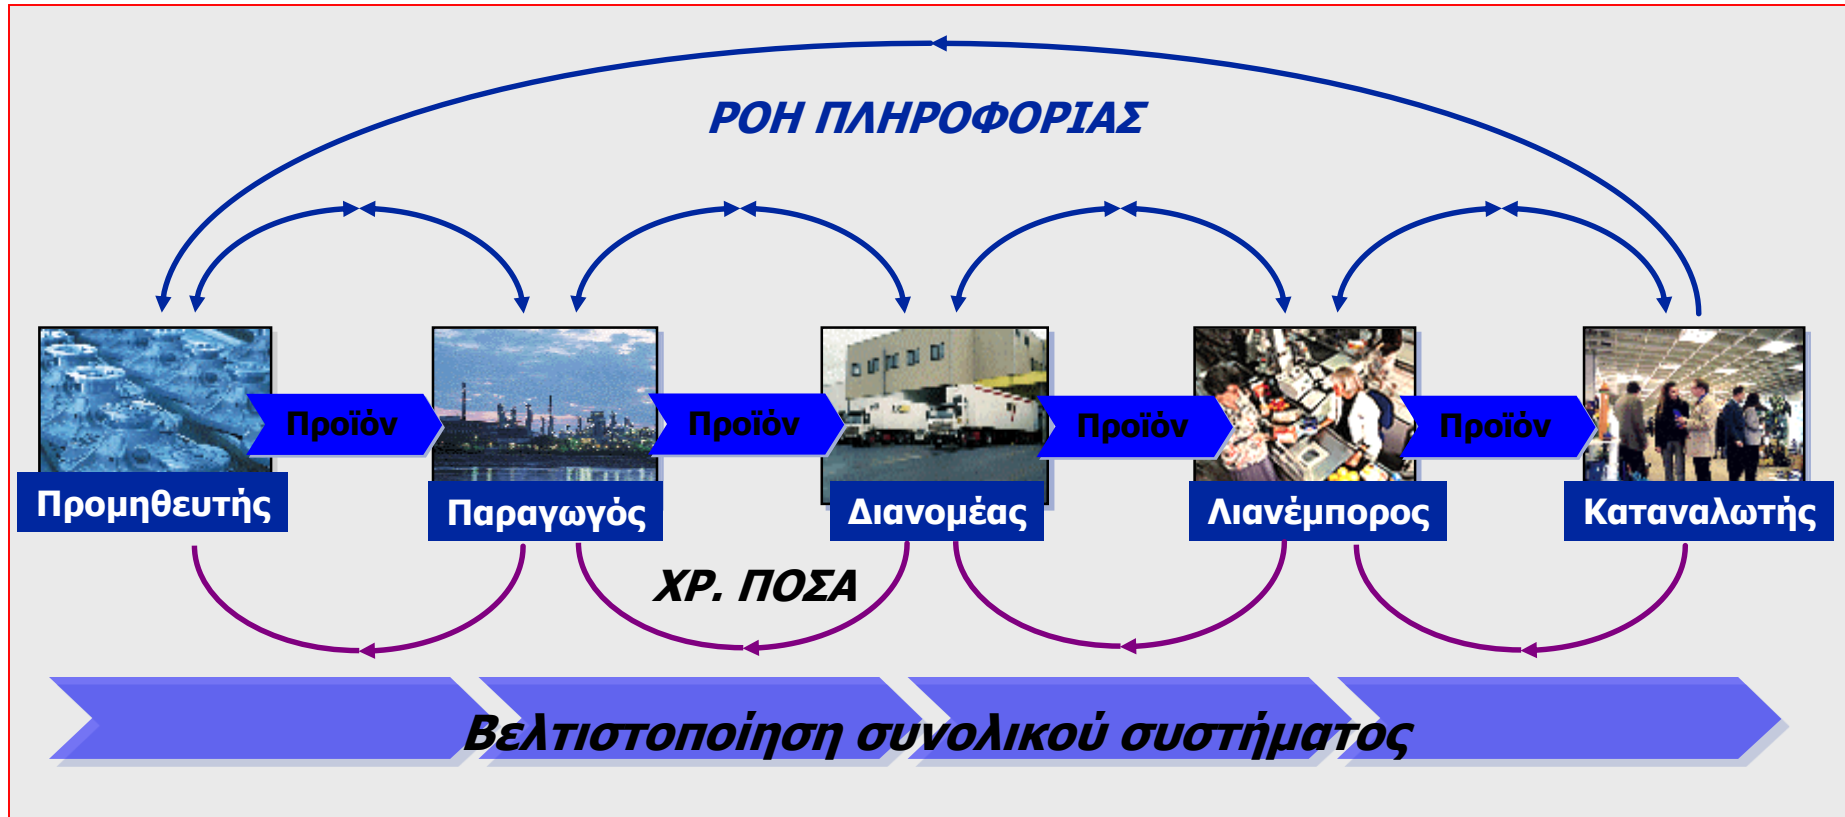 ΡΟΗ ΠΛΗΡΟΦΟΡΙΑΣ
Προϊόν
Προϊόν
Προϊόν
Προϊόν
Προμηθευτής
Παραγωγός
Διανομέας
Λιανέμπορος
Καταναλωτής
ΧΡ. ΠΟΣΑ
Βελτιστοποίηση συνολικού συστήματος